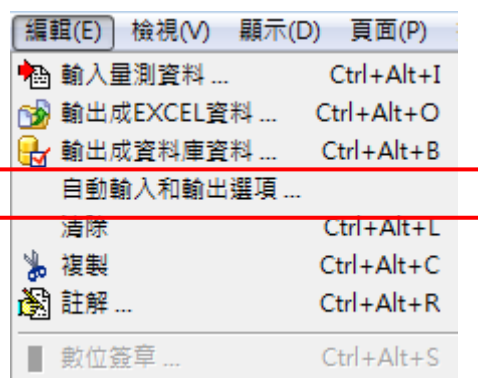 編輯(E) 檢視(V) 顯示(D) 頁面(P)
輸入量測資料 ... Ctrl+Alt+I
輸出成EXCEL資料 ... Ctrl+Alt+O
輸出成資料庫資料 ... Ctrl+Alt+B
自動輸入和輸出選項 ...
清除 Ctrl+Alt+L
複製 Ctrl+Alt+C
註解 ... Ctrl+Alt+R
數位簽章 ... Ctrl+Alt+S